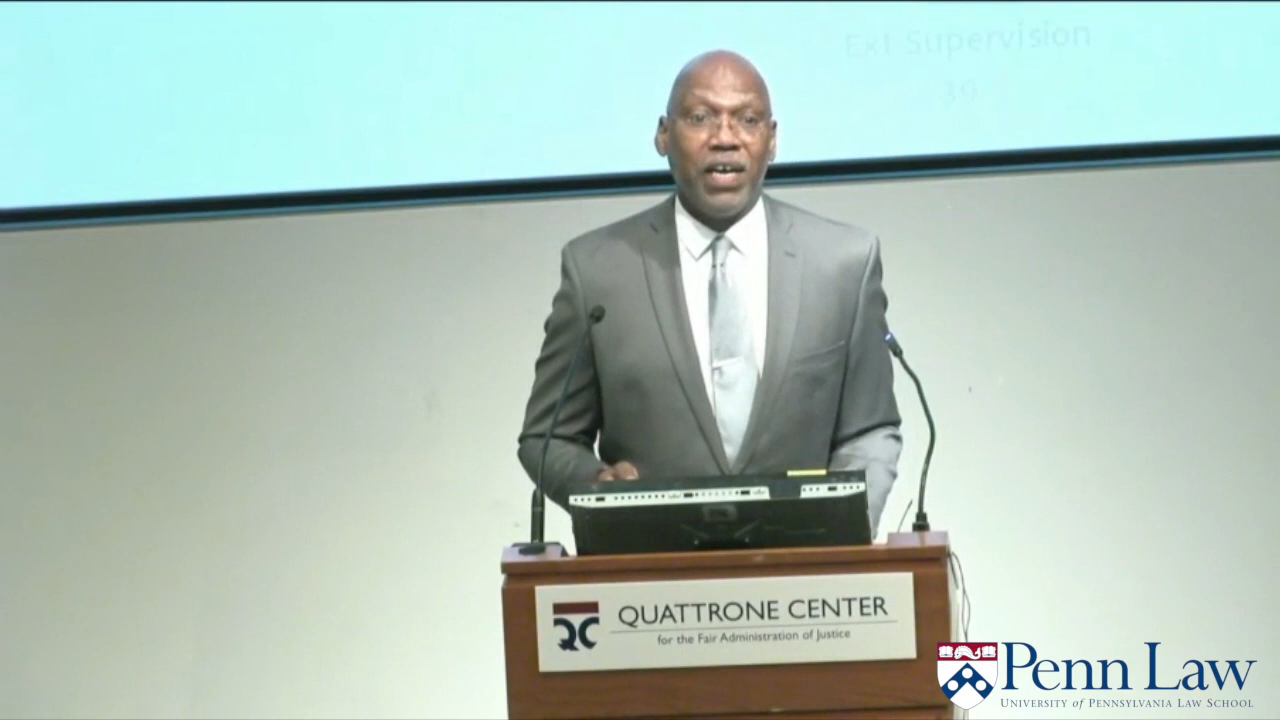 Ext Supervision
39
QUATTRONE CENTER
for the Fair Administration of Justice
QC
Penn Law
UNIVERSITY of PENNSYLVANIA LAW SCHOOL